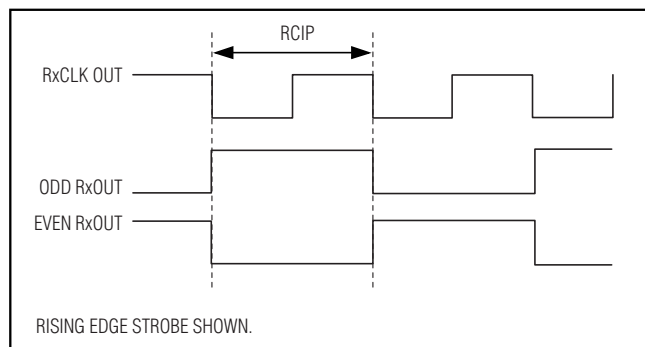 RCIP
RxCLK OUT
ODD RxOUT
EVEN RxOUT
RISING EDGE STROBE SHOWN.